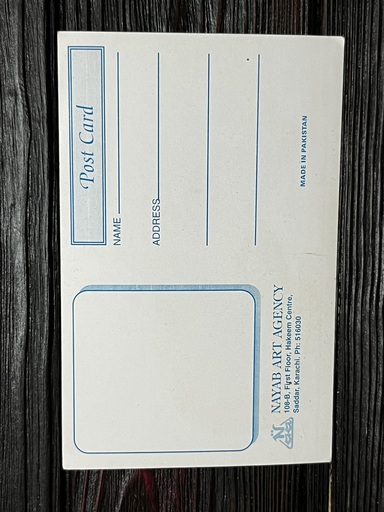 Post Card
NAME
ADDRESS
MADE IN PAKISTAN
NAYAB ART AGENCY
108-B, First Floor, Hakeem Centre,
Saddar, Karachi. Ph: 516030
N